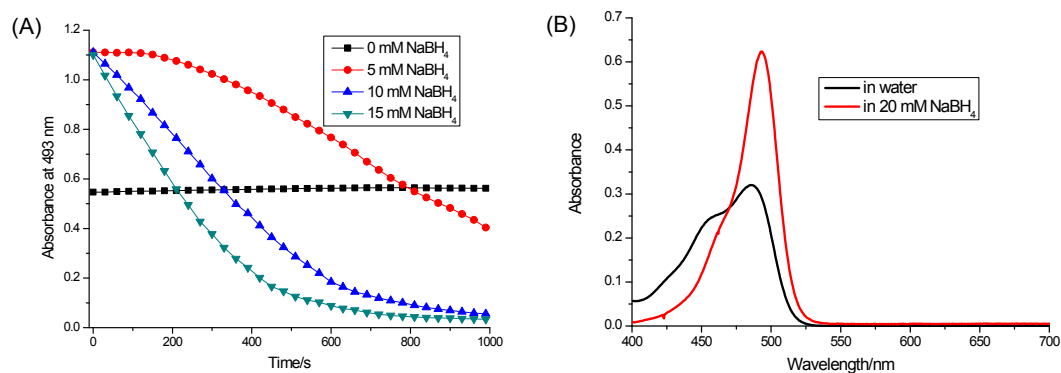 (A)
Absorbance at 493 nm
1.2
1.0
0.8
0.6
0.4
0.2
0.0
0 mM NaBH₄
5 mM NaBH₄
10 mM NaBH₄
15 mM NaBH₄
0 200 400 600 800 1000
Time/s
(B)
Absorbance
0.7
0.6
0.5
0.4
0.3
0.2
0.1
0.0
in water
in 20 mM NaBH₄
400 450 500 550 600 650 700
Wavelength/nm